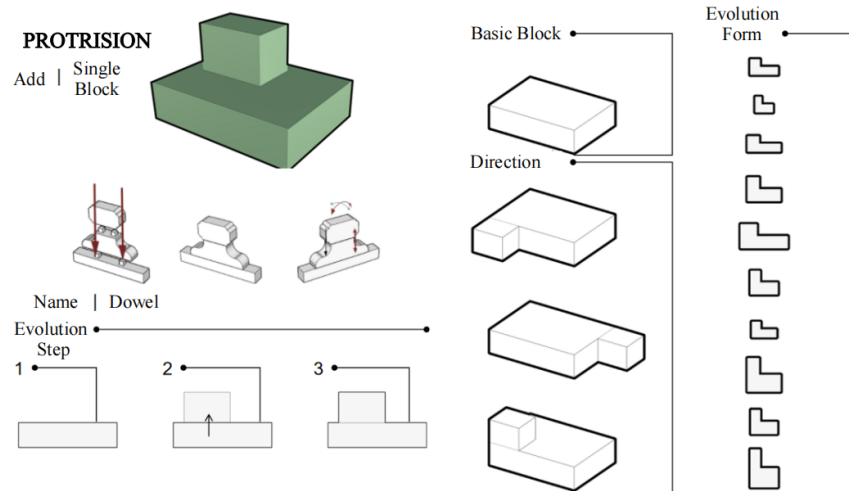 PROTRISION
Add | Single
Block
Name | Dowel
Evolution
Step
1
2
3
Basic Block
Direction
Evolution
Form